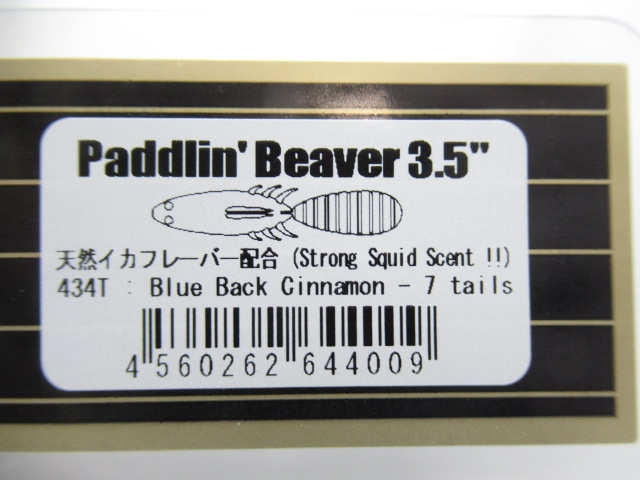 Paddlin' Beaver 3.5"
天然イカフレーバー配合 (Strong Squid Scent !!)
434T : Blue Back Cinnamon - 7 tails
4 560262 644009